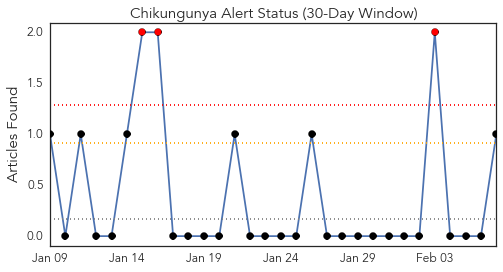 Chikungunya Alert Status (30-Day Window)
Articles Found
2.0
1.5
1.0
0.5
0.0
Jan 09 Jan 14 Jan 19 Jan 24 Jan 29 Feb 03